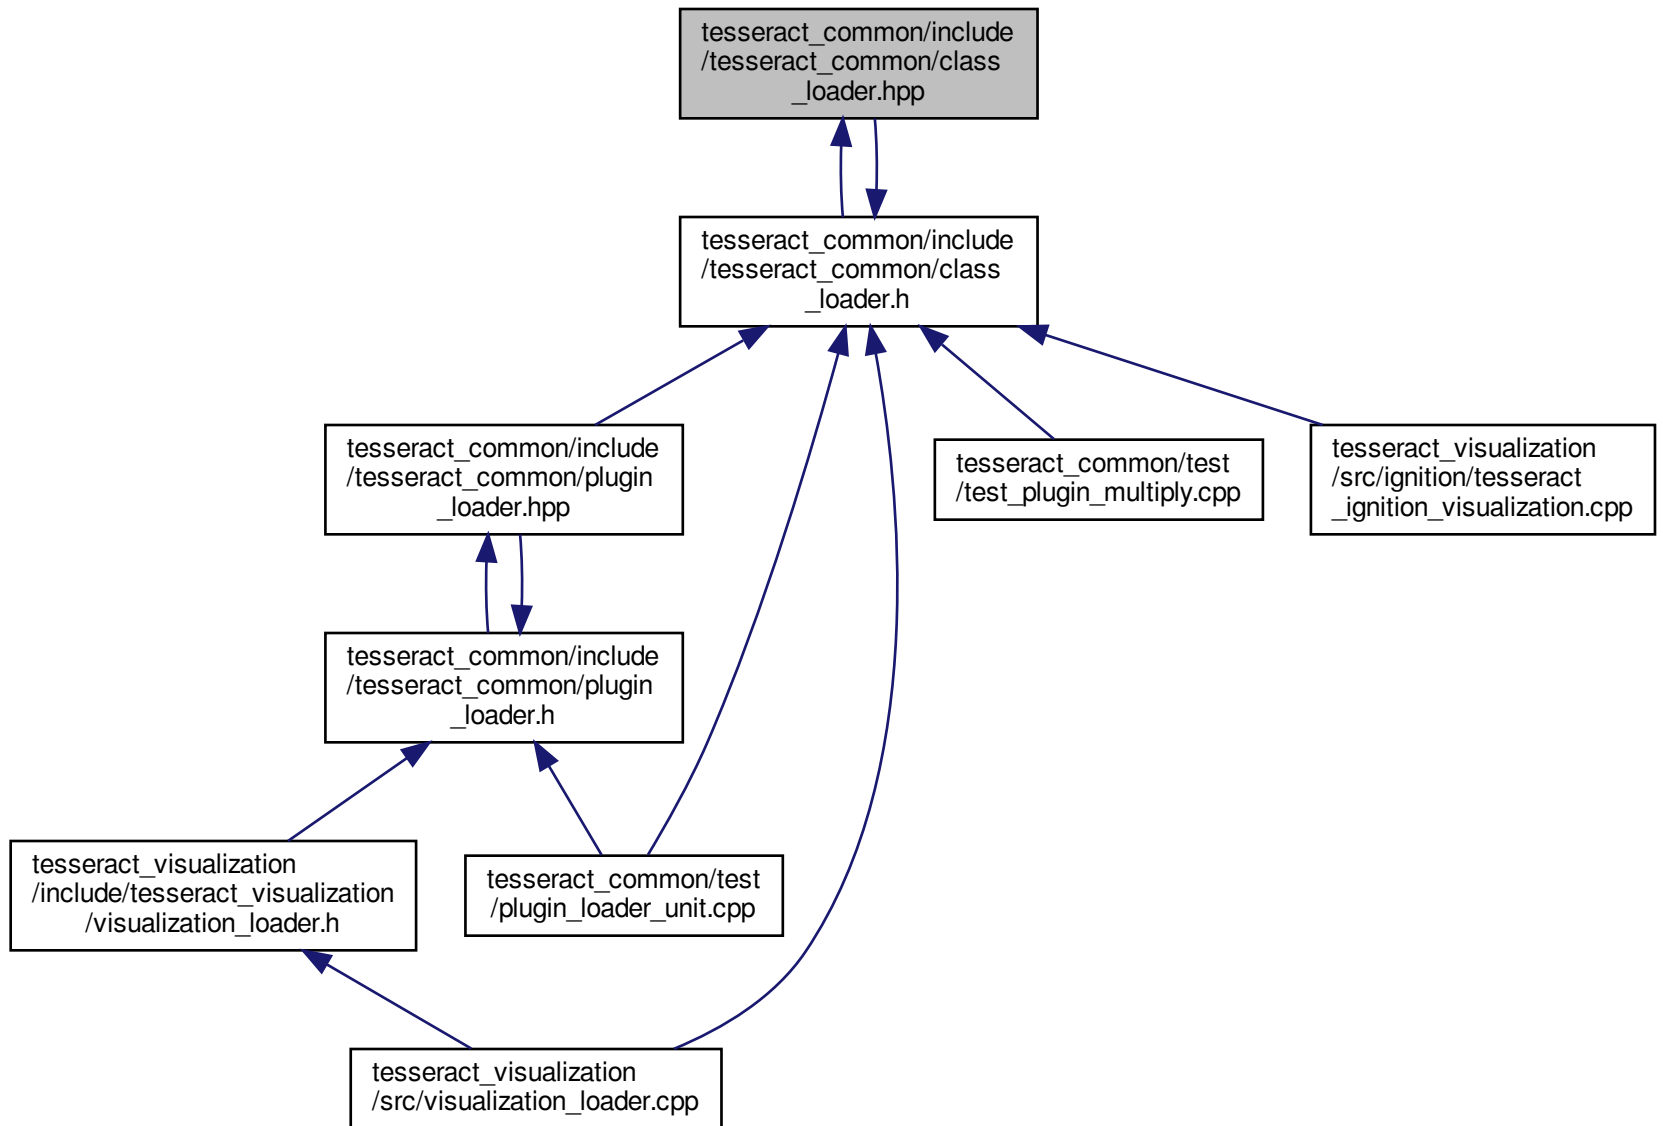 tesseract_common/include
/tesseract_common/class
_loader.hpp
tesseract_common/include
/tesseract_common/class
_loader.h
tesseract_common/include
/tesseract_common/plugin
_loader.hpp
tesseract_common/test
/test_plugin_multiply.cpp
tesseract_visualization
/src/ignition/tesseract
_ignition_visualization.cpp
tesseract_common/include
/tesseract_common/plugin
_loader.h
tesseract_visualization
/include/tesseract_visualization
/visualization_loader.h
tesseract_common/test
/plugin_loader_unit.cpp
tesseract_visualization
/src/visualization_loader.cpp